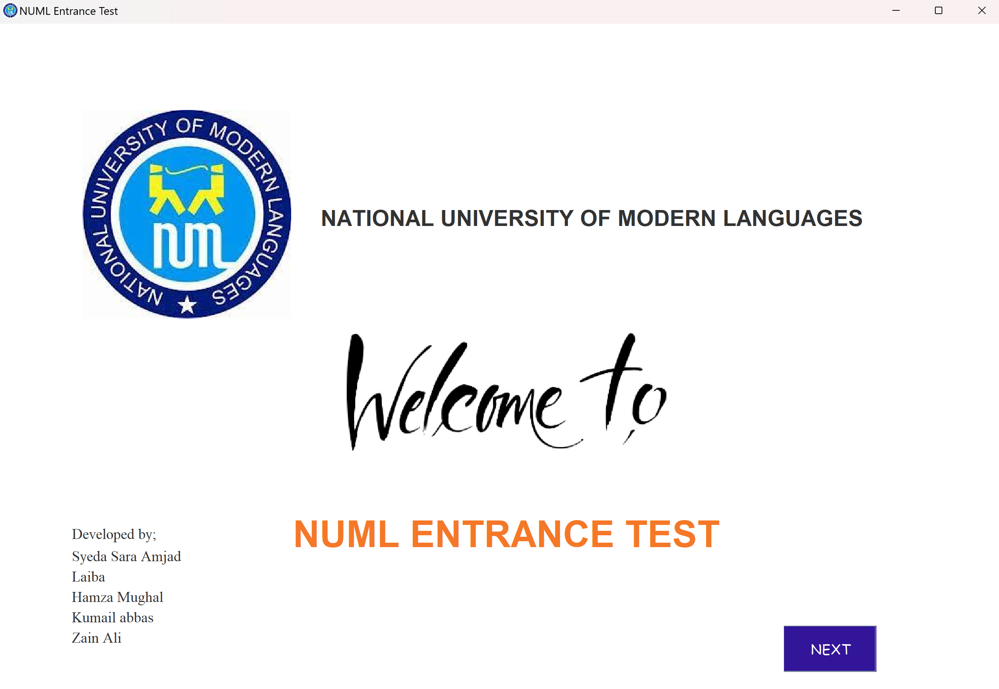 NUML Entrance Test
NATIONAL UNIVERSITY OF MODERN LANGUAGES
num
NATIONAL UNIVERSITY OF MODERN LANGUAGES
Welcome to
NUML ENTRANCE TEST
Developed by;
Syeda Sara Amjad
Laiba
Hamza Mughal
Kumail abbas
Zain Ali
NEXT